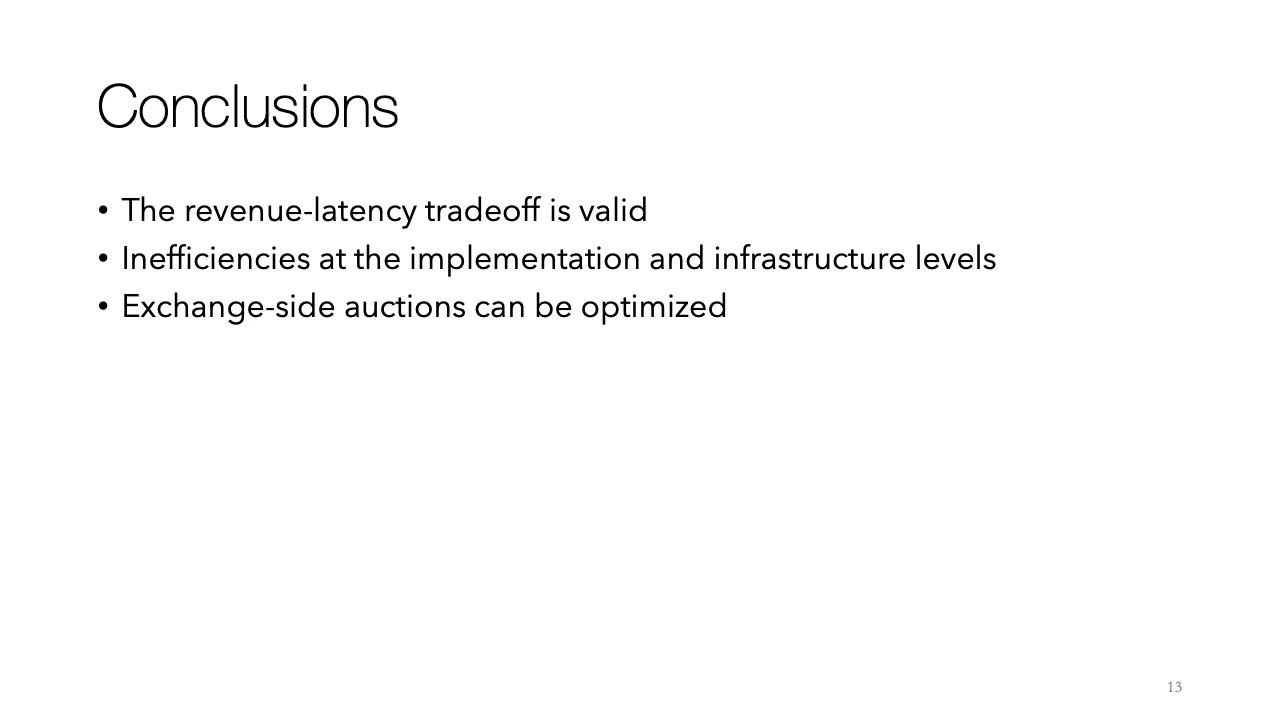 Conclusions
• The revenue-latency tradeoff is valid
• Inefficiencies at the implementation and infrastructure levels
• Exchange-side auctions can be optimized
13